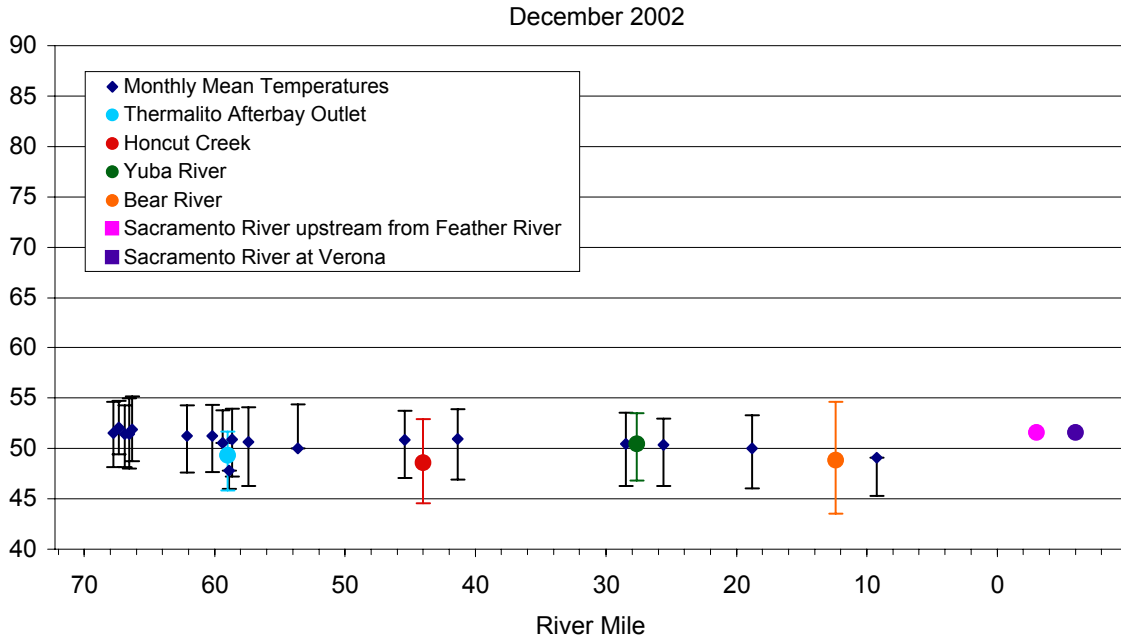 December 2002
90
85
80
75
70
65
60
55
50
45
40
Monthly Mean Temperatures
Thermalito Afterbay Outlet
Honcut Creek
Yuba River
Bear River
Sacramento River upstream from Feather River
Sacramento River at Verona
70 60 50 40 30 20 10 0
River Mile